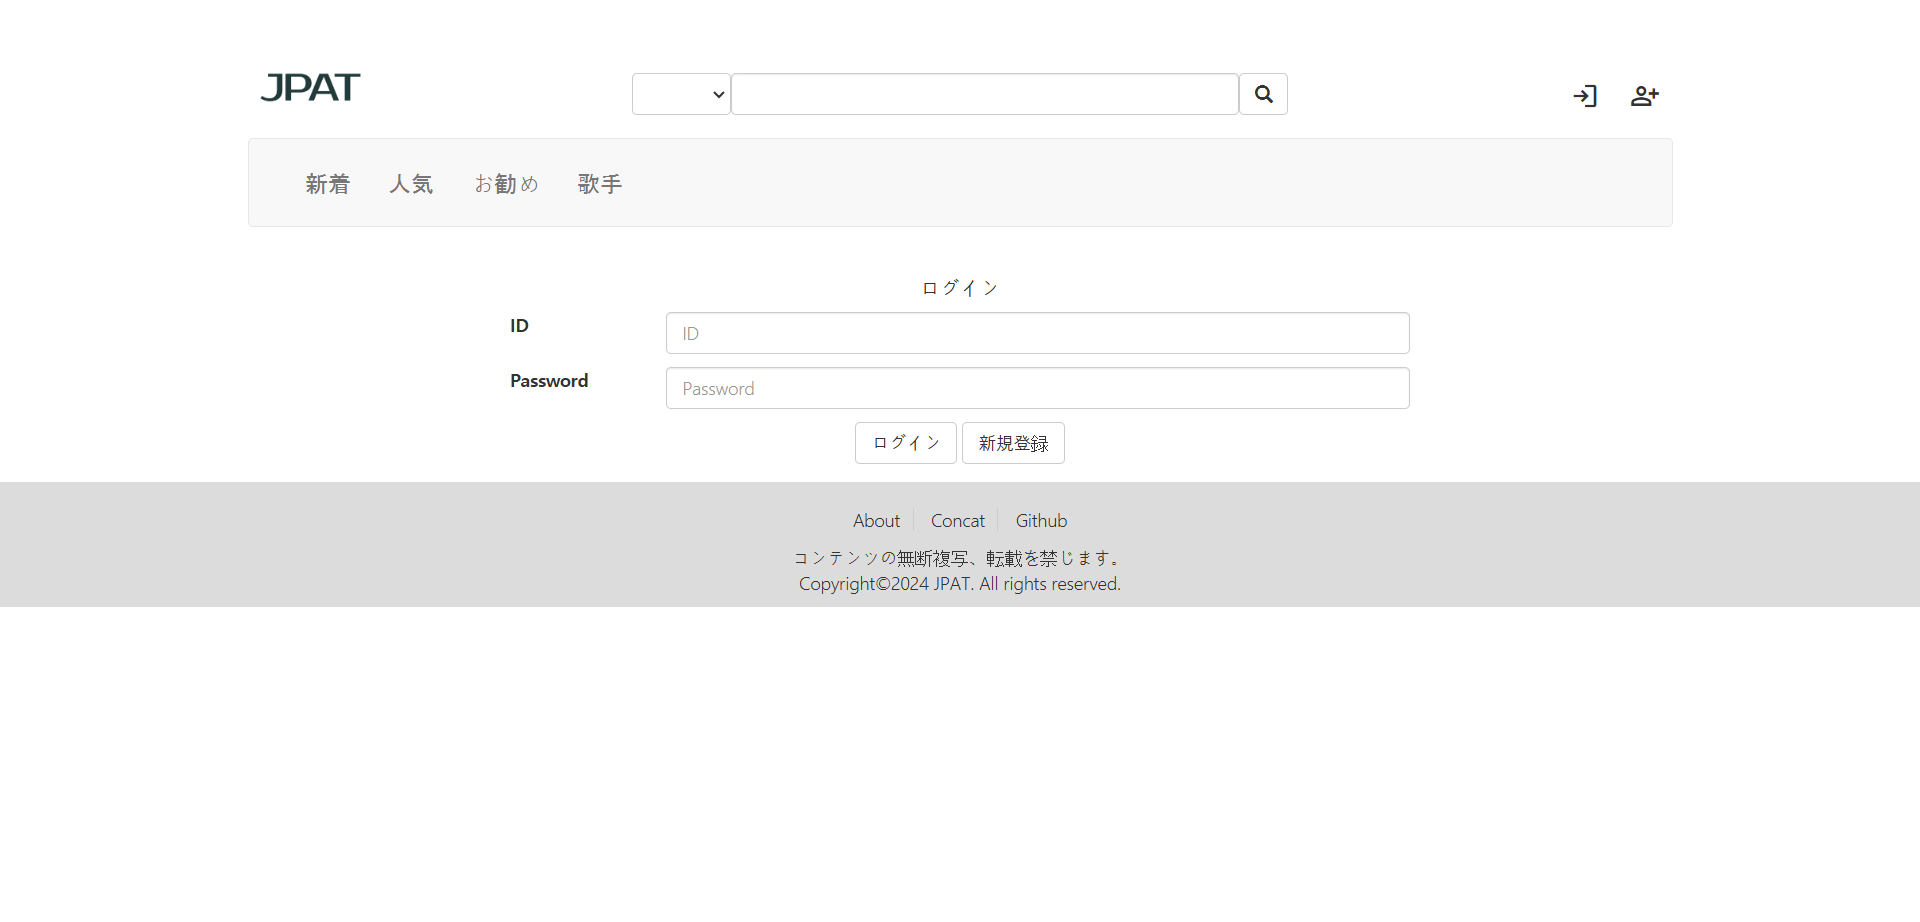 JPAT
新着 人気 お勧め 歌手
ログイン
ID ID
Password Password
ログイン 新規登録
About Concat Github
コンテンツの無断複写、転載を禁じます。
Copyright©2024 JPAT. All rights reserved.